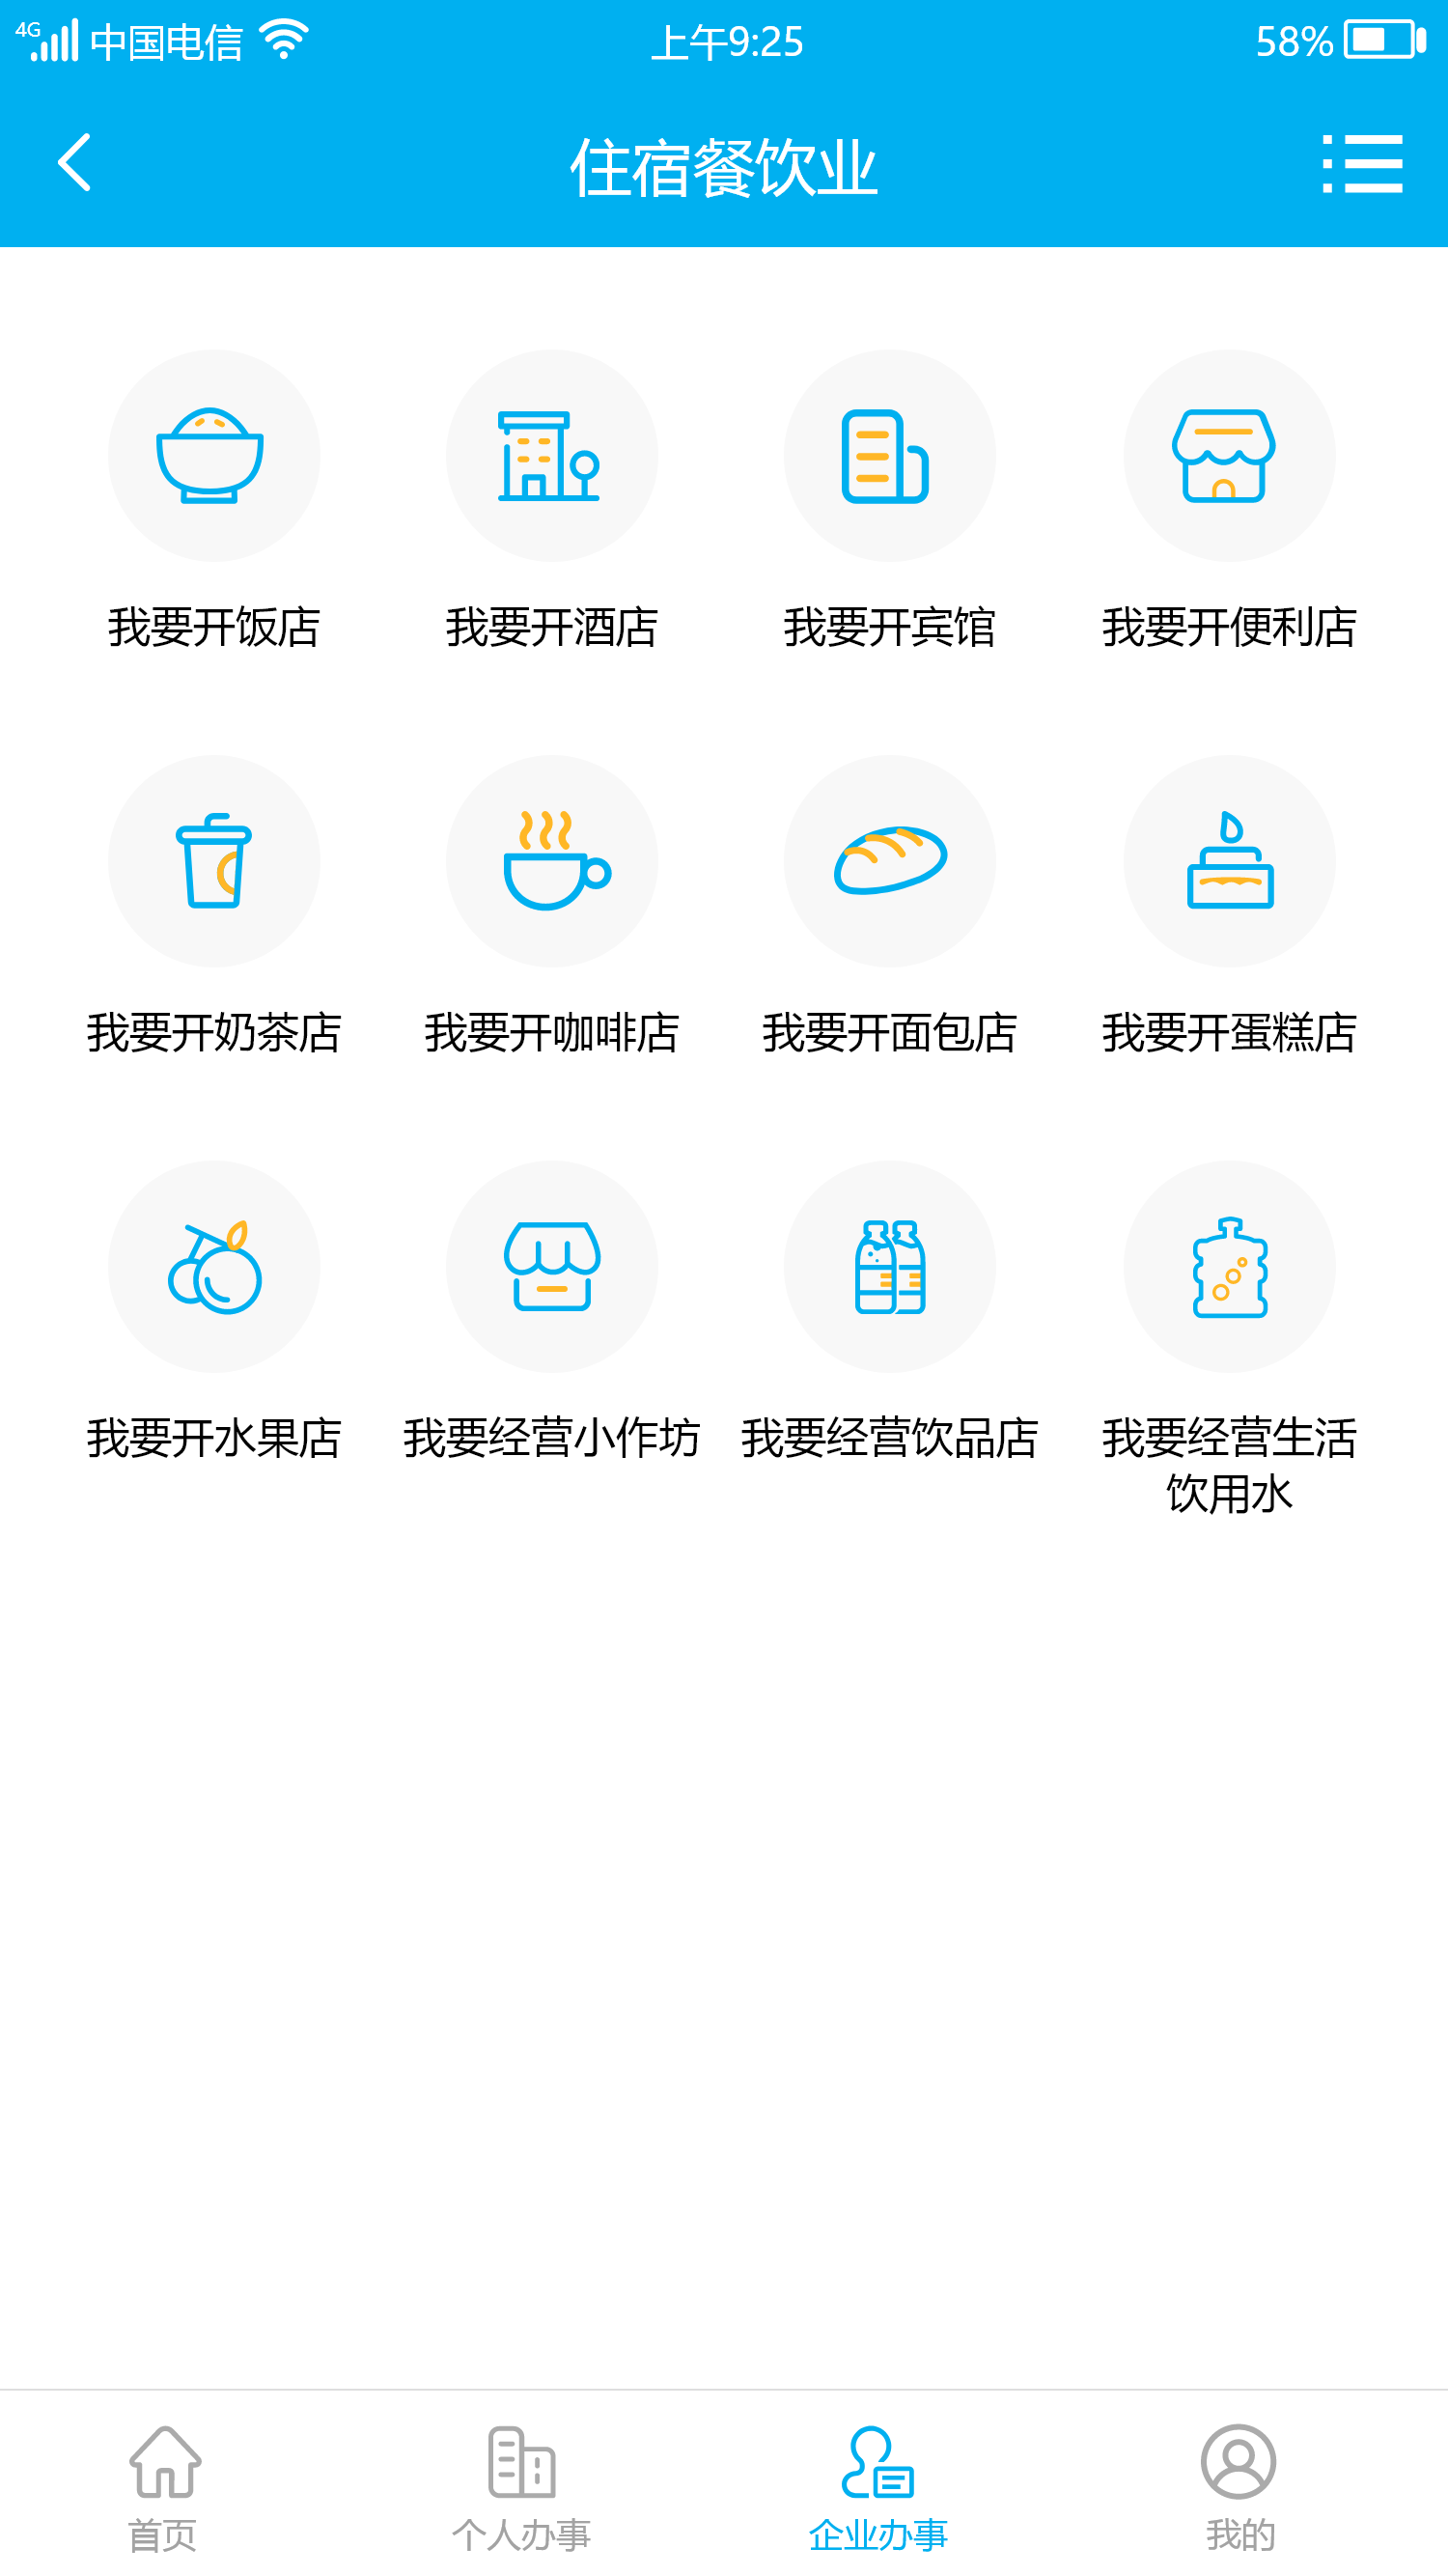 4G 中国电信 上午9:25 58%
住宿餐饮业
我要开饭店 我要开酒店 我要开宾馆 我要开便利店
我要开奶茶店 我要开咖啡店 我要开面包店 我要开蛋糕店
我要开水果店 我要经营小作坊 我要经营饮品店 我要经营生活
饮用水
首页 个人办事 企业办事 我的